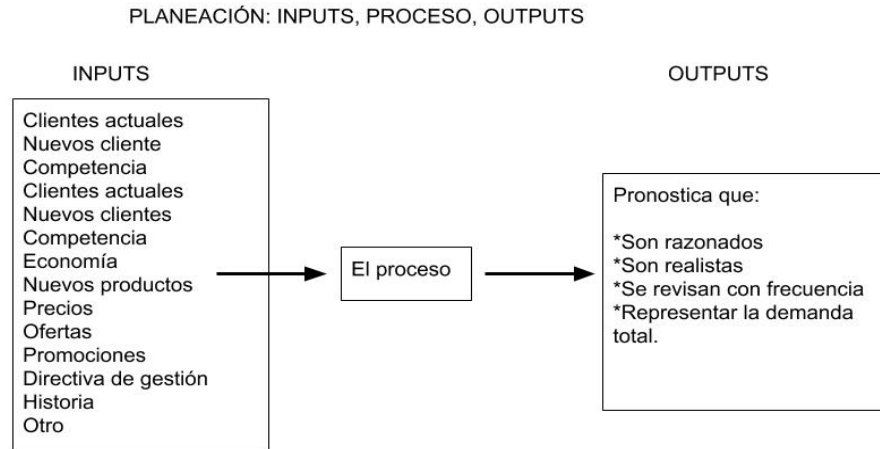 PLANEACIÓN: INPUTS, PROCESO, OUTPUTS
INPUTS
Clientes actuales
Nuevos cliente
Competencia
Clientes actuales
Nuevos clientes
Competencia
Economía
Nuevos productos
Precios
Ofertas
Promociones
Directiva de gestión
Historia
Otro
El proceso
OUTPUTS
Pronostica que:
*Son razonados
*Son realistas
*Se revisan con frecuencia
*Representar la demanda
total.